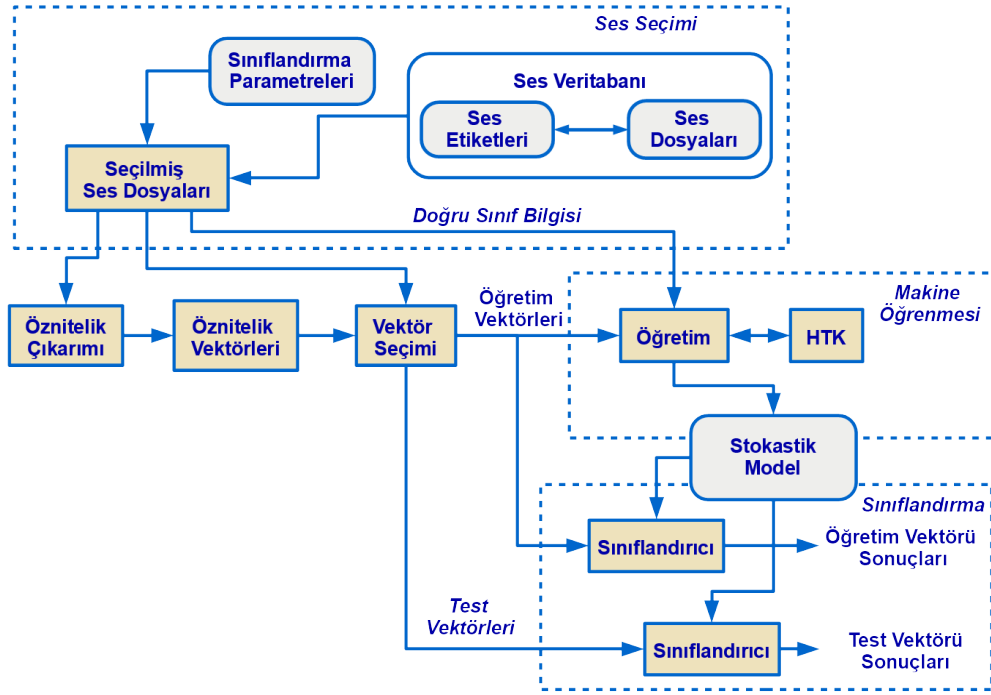 Ses Seçimi
Sınıflandırma
Parametreleri
Ses Veritabanı
Ses
Etiketleri
Ses
Dosyaları
Seçilmiş
Ses Dosyaları
Doğru Sınıf Bilgisi
Öznitelik
Çıkarımı
Öznitelik
Vektörleri
Vektör
Seçimi
Öğretim
Vektörleri
Makine
Öğrenmesi
Öğretim
HTK
Stokastik
Model
Sınıflandırma
Sınıflandırıcı
Öğretim Vektörü
Sonuçları
Test
Vektörleri
Sınıflandırıcı
Test Vektörü
Sonuçları